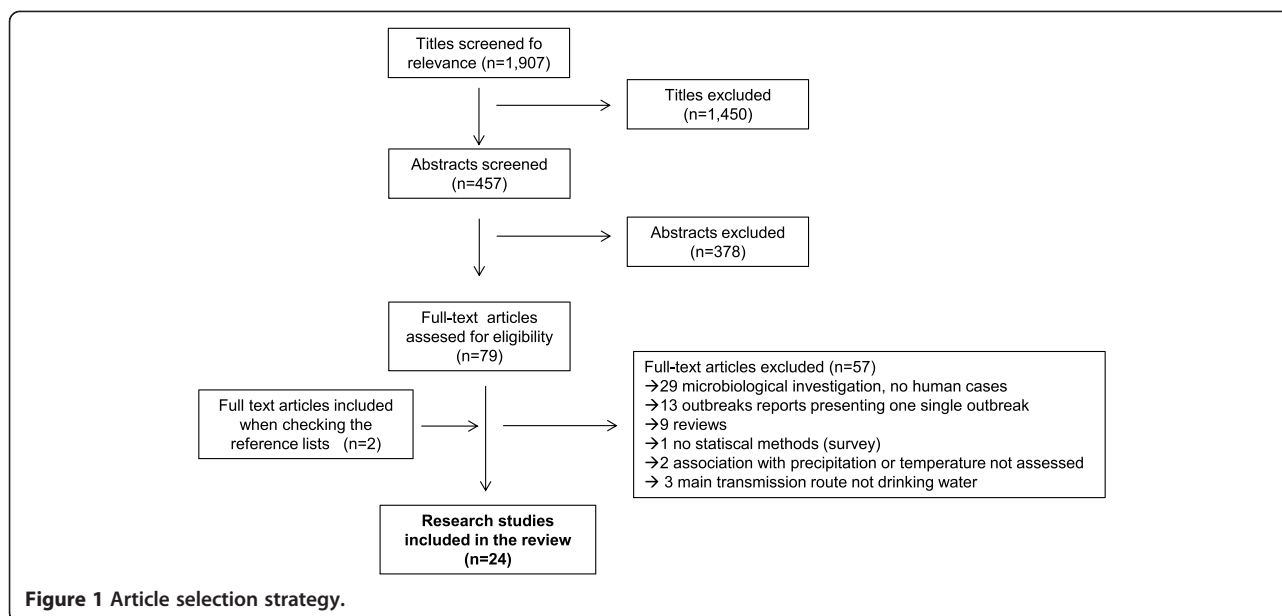 Titles screened fo
relevance (n=1,907)
Titles excluded
(n=1,450)
Abstracts screened
(n=457)
Abstracts excluded
(n=378)
Full-text articles
assesed for eligibility
(n=79)
Full text articles included
when checking the
reference lists (n=2)
Full-text articles excluded (n=57)
→29 microbiological investigation, no human cases
→13 outbreaks reports presenting one single outbreak
→9 reviews
→1 no statiscal methods (survey)
→2 association with precipitation or temperature not assessed
→ 3 main transmission route not drinking water
Research studies
included in the review
(n=24)
Figure 1 Article selection strategy.